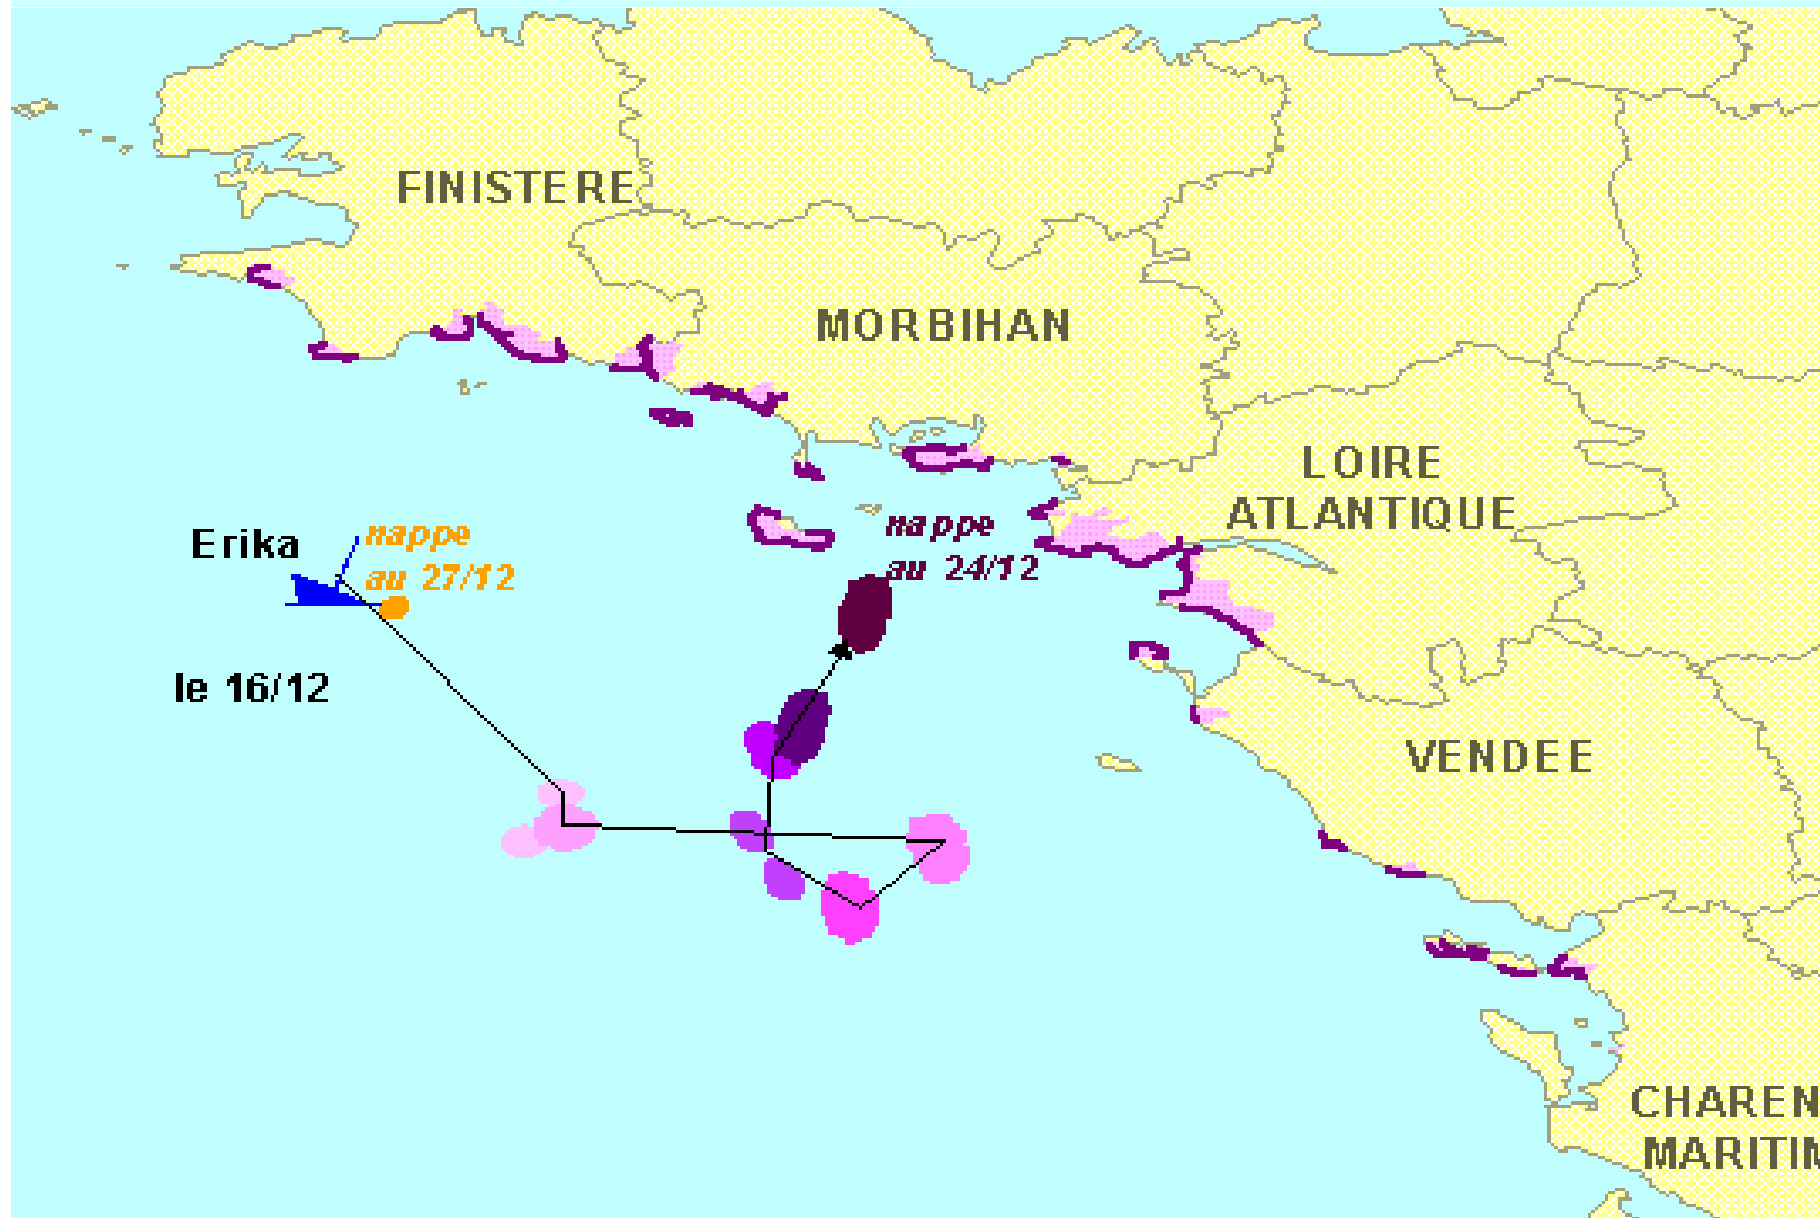 FINISTERE
MORBIHAN
LOIRE
ATLANTIQUE
Erika
nappe
au 27/12
nappe
au 24/12
le 16/12
VENDEE
CHAREN
MARITIM